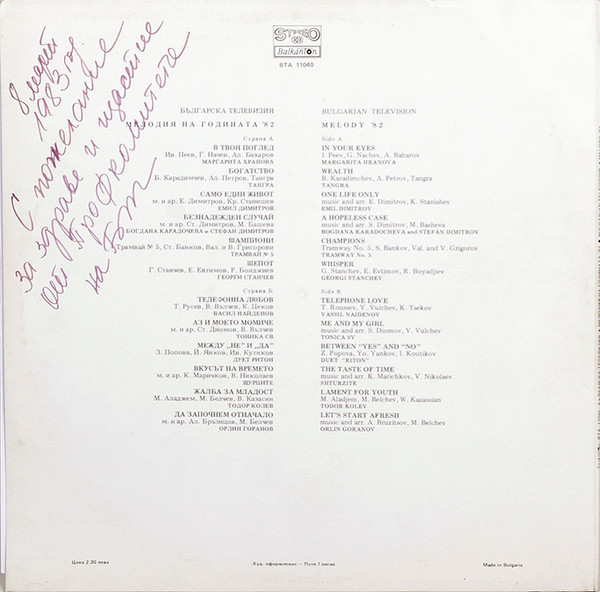 8 март
1983 г.
С пожелание
за здраве и щастие
от Профкомитета
на БТ
STEREO
Balkanton
BTA 11040
БЪЛГАРСКА ТЕЛЕВИЗИЯ
МЕЛОДИЯ НА ГОДИНАТА '82
Страна А
В ТВОЯ ПОГЛЕД
Ив. Пеев, Г. Начев, Ал. Бахаров
МАРГАРИТА ХРАНОВА
БОГАТСТВО
Б. Карадимчев, Ал. Петров, Тангра
ТАНГРА
САМО ЕДИН ЖИВОТ
м. и ар. Е. Димитров, Кр. Станишев
ЕМИЛ ДИМИТРОВ
БЕЗНАДЕЖДЕН СЛУЧАЙ
м. и ар. Ст. Димитров, М. Башева
БОГДАНА КАРАДОЧЕВА и СТЕФАН ДИМИТРОВ
ШАМПИОНИ
Трамвай № 5, Ст. Банков, Вал. и В. Григорови
ТРАМВАЙ № 5
ШЕПОТ
Г. Станчев, Е. Евтимов, Р. Бояджиев
ГЕОРГИ СТАНЧЕВ
Страна Б
ТЕЛЕФОННА ЛЮБОВ
Т. Русев, В. Вълчев, К. Цеков
ВАСИЛ НАЙДЕНОВ
АЗ И МОЕТО МОМИЧЕ
м. и ар. Ст. Диомов, В. Вълчев
ТОНИКА СВ
МЕЖДУ „НЕ" И „ДА"
З. Попова, Й. Янков, Ив. Кутиков
ДУЕТ РИТОН
ВКУСЪТ НА ВРЕМЕТО
м. и ар. К. Маричков, В. Николаев
ЩУРЦИТЕ
ЖАЛБА ЗА МЛАДОСТ
М. Аладжем, М. Белчев, В. Казасян
ТОДОР КОЛЕВ
ДА ЗАПОЧНЕМ ОТНАЧАЛО
м. и ар. Ал. Бръзицов, М. Белчев
ОРЛИН ГОРАНОВ
BULGARIAN TELEVISION
MELODY '82
Side A
IN YOUR EYES
I. Peev, G. Nachev, A. Baharov
MARGARITA HRANOVA
WEALTH
B. Karadimchev, A. Petrov, Tangra
TANGRA
ONE LIFE ONLY
music and arr. E. Dimitrov, K. Stanishev
EMIL DIMITROV
A HOPELESS CASE
music and arr. S. Dimitrov, M. Basheva
BOGDANA KARADOCHEVA and STEFAN DIMITROV
CHAMPIONS
Tramway No. 5, S. Bankov, Val. and V. Grigorov
TRAMWAY No. 5
WHISPER
G. Stanchev, E. Evtimov, R. Boyadjiev
GEORGI STANCHEV
Side B
TELEPHONE LOVE
T. Roussev, V. Vulchev, K. Tsekov
VASSIL NAIDENOV
ME AND MY GIRL
music and arr. S. Diomov, V. Vulchev
TONICA SV
BETWEEN "YES" AND "NO"
Z. Popova, Yo. Yankov, I. Koutikov
DUET "RITON"
THE TASTE OF TIME
music and arr. K. Marichkov, V. Nikolaev
SHTURZITE
LAMENT FOR YOUTH
M. Aladjem, M. Belchev, W. Kazassian
TODOR KOLEV
LET'S START AFRESH
music and arr. A. Bruzitsov, M. Belchev
ORLIN GORANOV
Цена 2.30 лева
Худ. оформление — Поля Генова
Made in Bulgaria